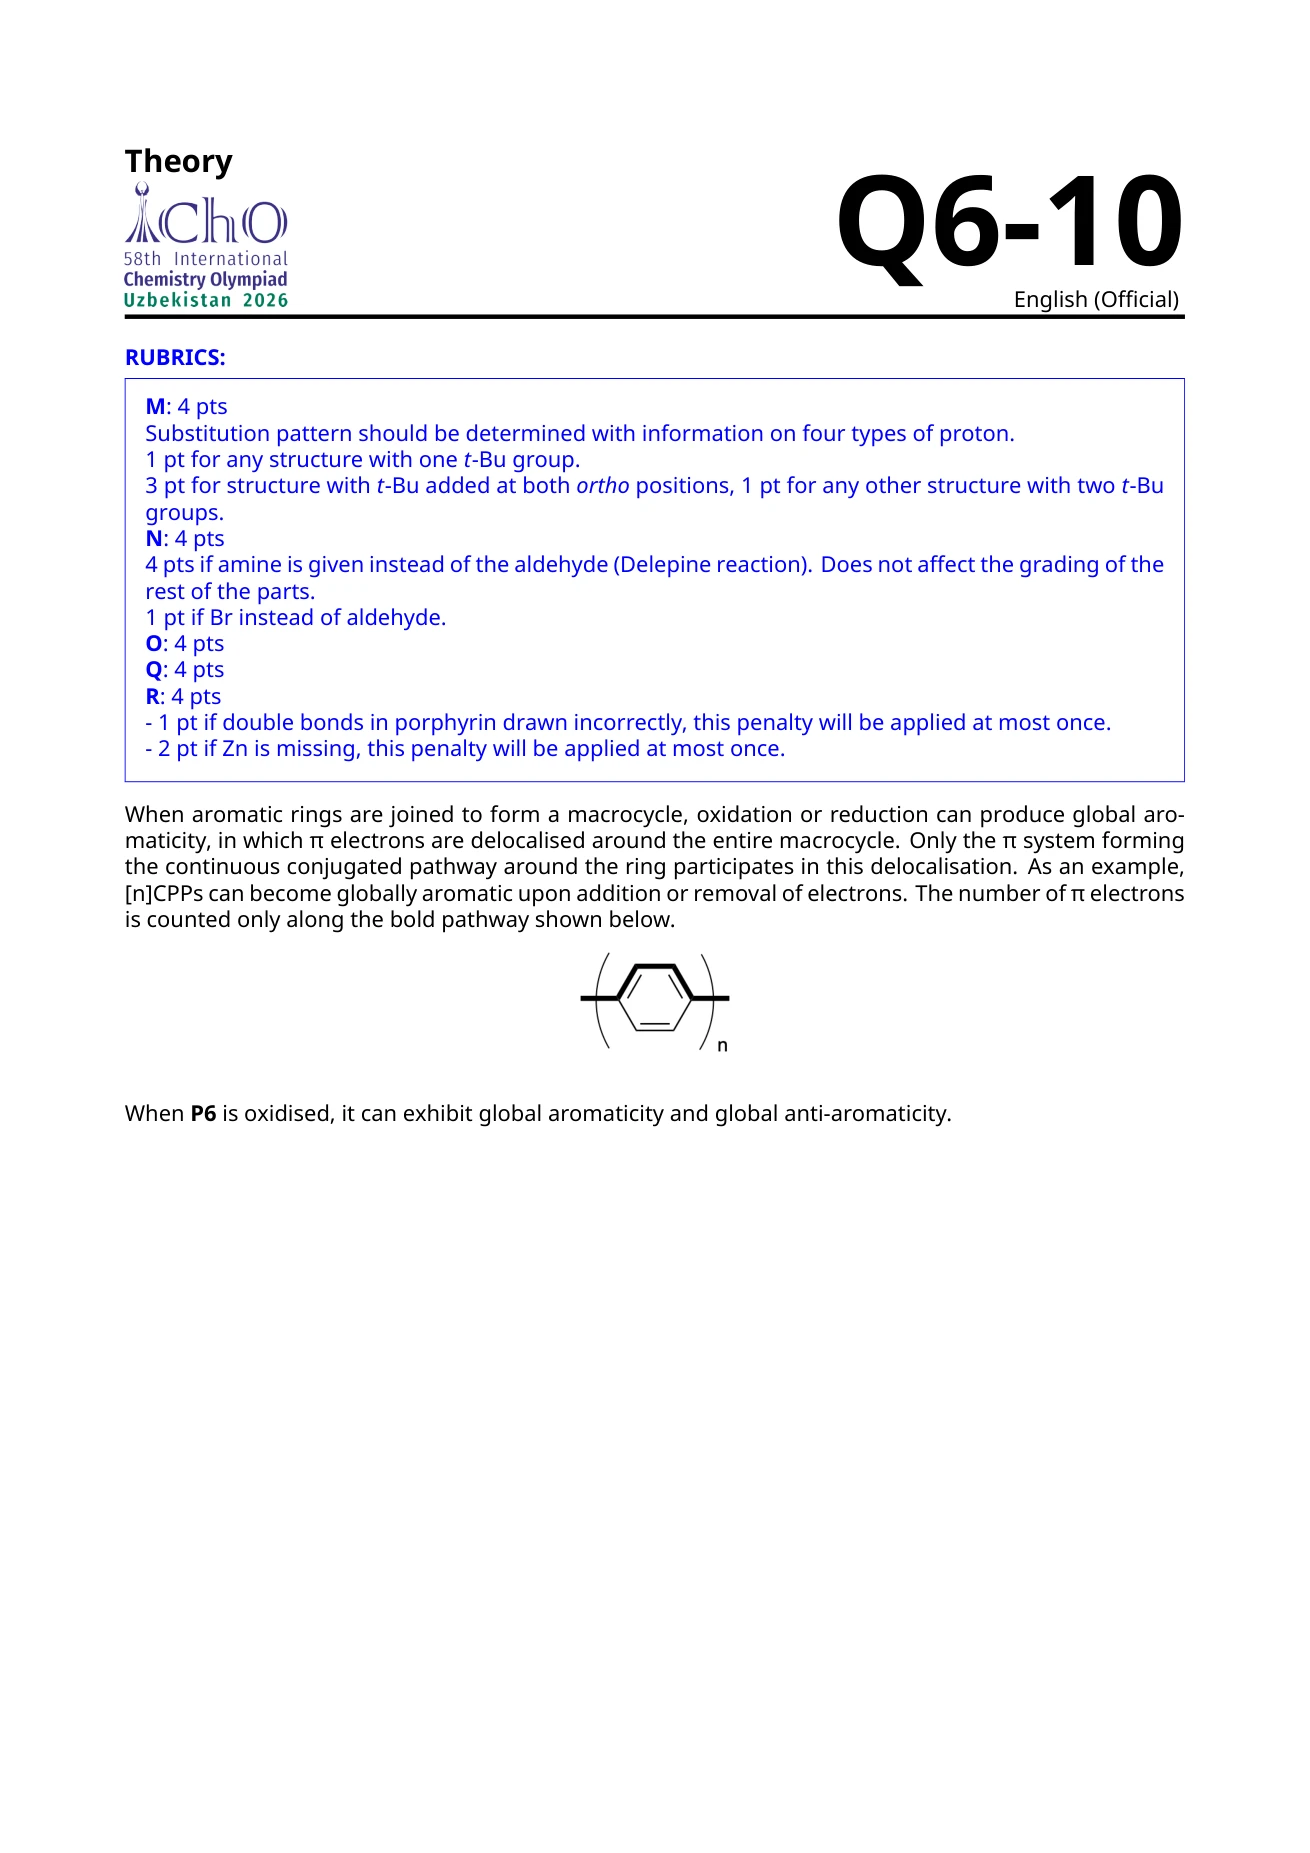 Theory
IChO
58th International
Chemistry Olympiad
Uzbekistan 2026
Q6-10
English (Official)
RUBRICS:
M: 4 pts
Substitution pattern should be determined with information on four types of proton.
1 pt for any structure with one t-Bu group.
3 pt for structure with t-Bu added at both ortho positions, 1 pt for any other structure with two t-Bu
groups.
N: 4 pts
4 pts if amine is given instead of the aldehyde (Delepine reaction). Does not affect the grading of the
rest of the parts.
1 pt if Br instead of aldehyde.
O: 4 pts
Q: 4 pts
R: 4 pts
- 1 pt if double bonds in porphyrin drawn incorrectly, this penalty will be applied at most once.
- 2 pt if Zn is missing, this penalty will be applied at most once.
When aromatic rings are joined to form a macrocycle, oxidation or reduction can produce global aro-
maticity, in which π electrons are delocalised around the entire macrocycle. Only the π system forming
the continuous conjugated pathway around the ring participates in this delocalisation. As an example,
[n]CPPs can become globally aromatic upon addition or removal of electrons. The number of π electrons
is counted only along the bold pathway shown below.
n
When P6 is oxidised, it can exhibit global aromaticity and global anti-aromaticity.